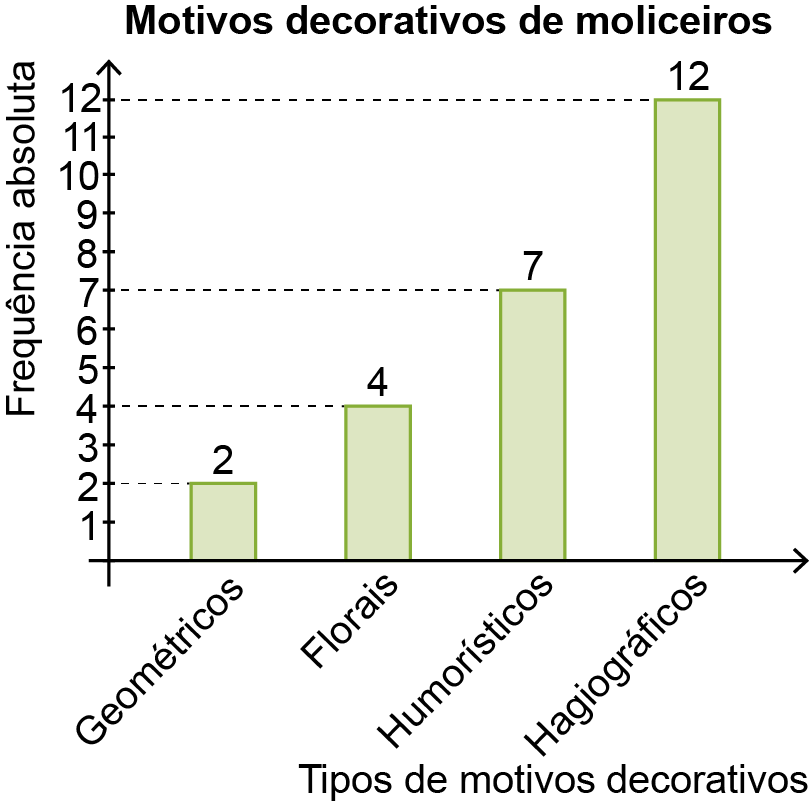 Motivos decorativos de moliceiros
Frequência absoluta
12
11
10
9
8
7
6
5
4
3
2
1
2
4
7
12
Geométricos
Florais
Humorísticos
Hagiográficos
Tipos de motivos decorativos